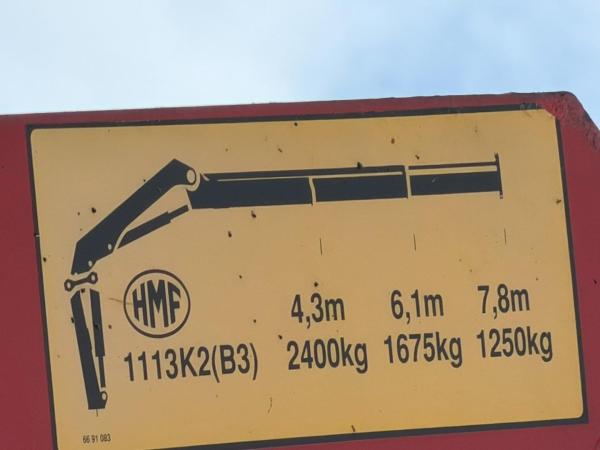 HMF
4,3m 6,1m 7,8m
1113K2(B3) 2400kg 1675kg 1250kg
66 91 083